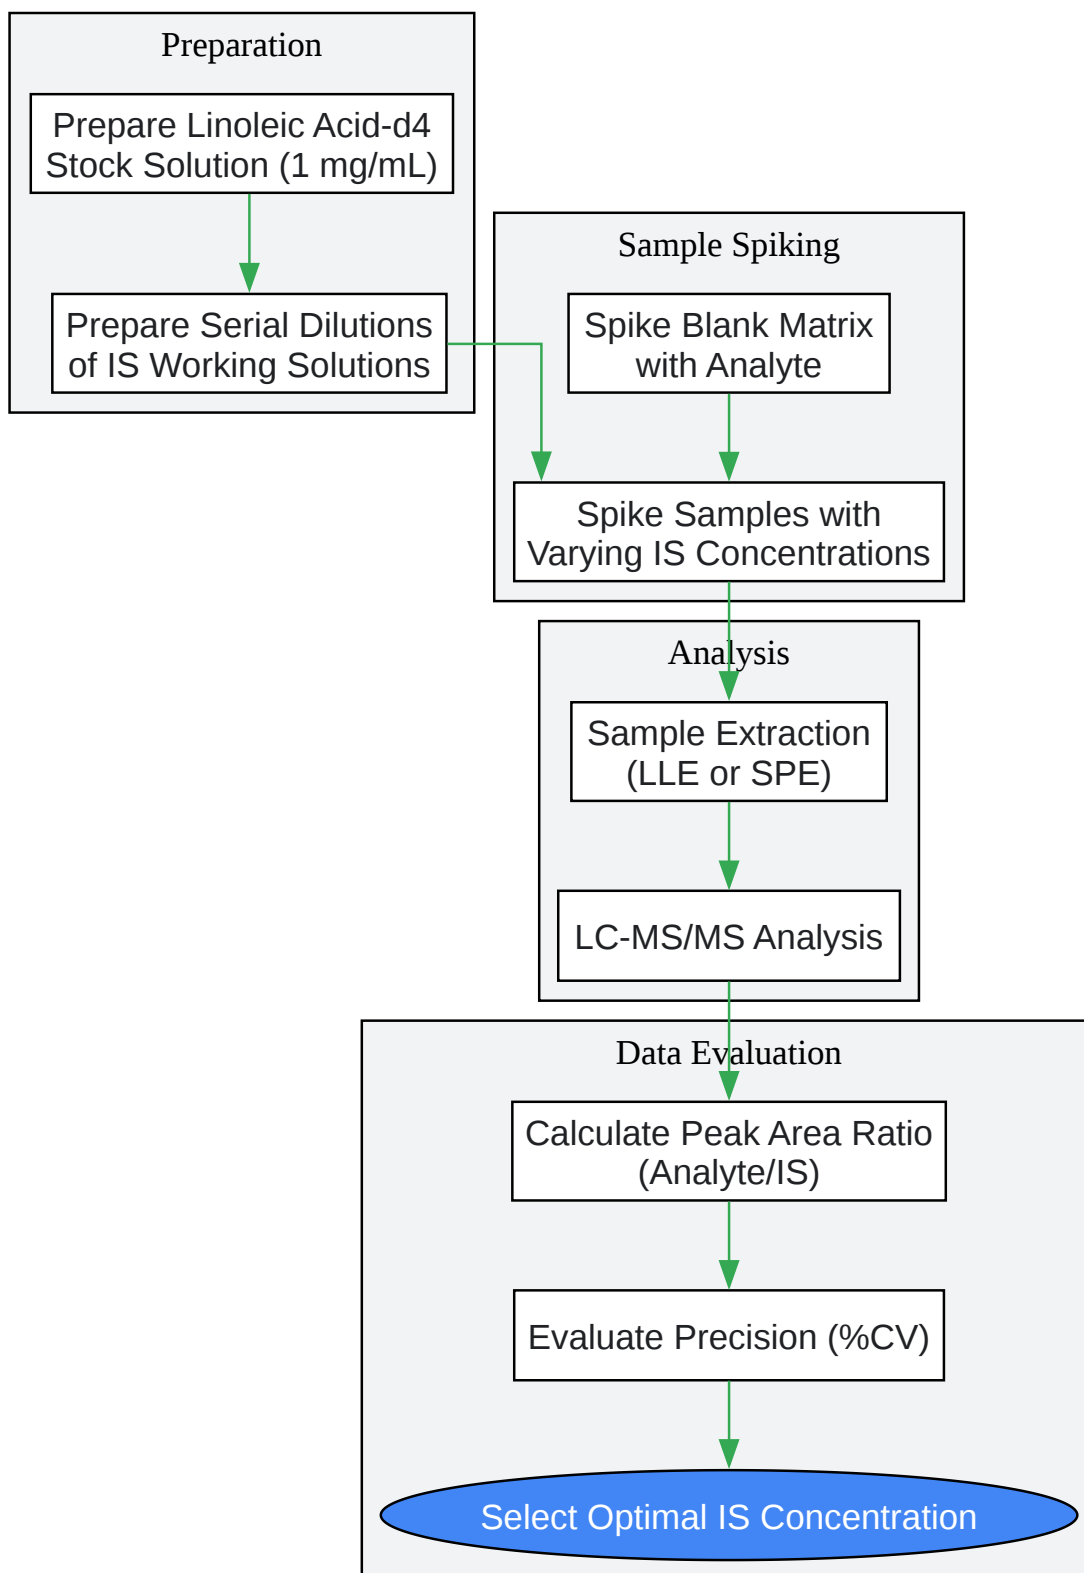 Preparation
Prepare Linoleic Acid-d4
Stock Solution (1 mg/mL)
Prepare Serial Dilutions
of IS Working Solutions
Sample Spiking
Spike Blank Matrix
with Analyte
Spike Samples with
Varying IS Concentrations
Analysis
Sample Extraction
(LLE or SPE)
LC-MS/MS Analysis
Data Evaluation
Calculate Peak Area Ratio
(Analyte/IS)
Evaluate Precision (%CV)
Select Optimal IS Concentration